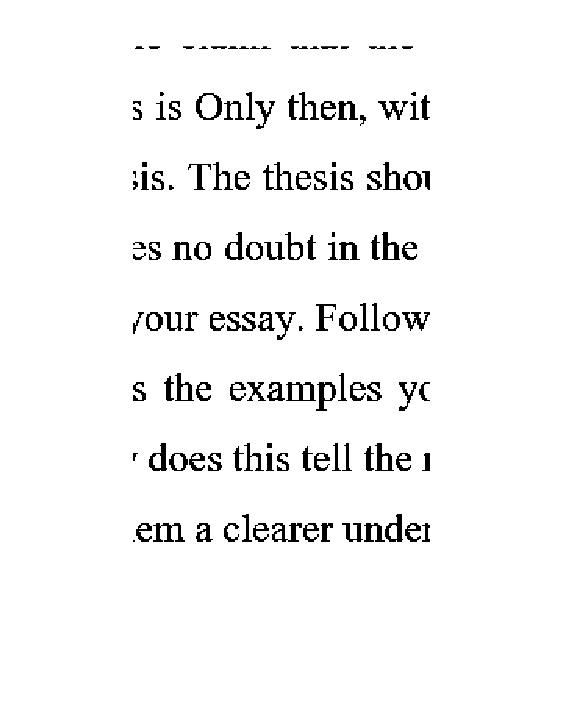 s is Only then, wit
sis. The thesis shou
es no doubt in the
your essay. Follow
s the examples yo
does this tell the
em a clearer under